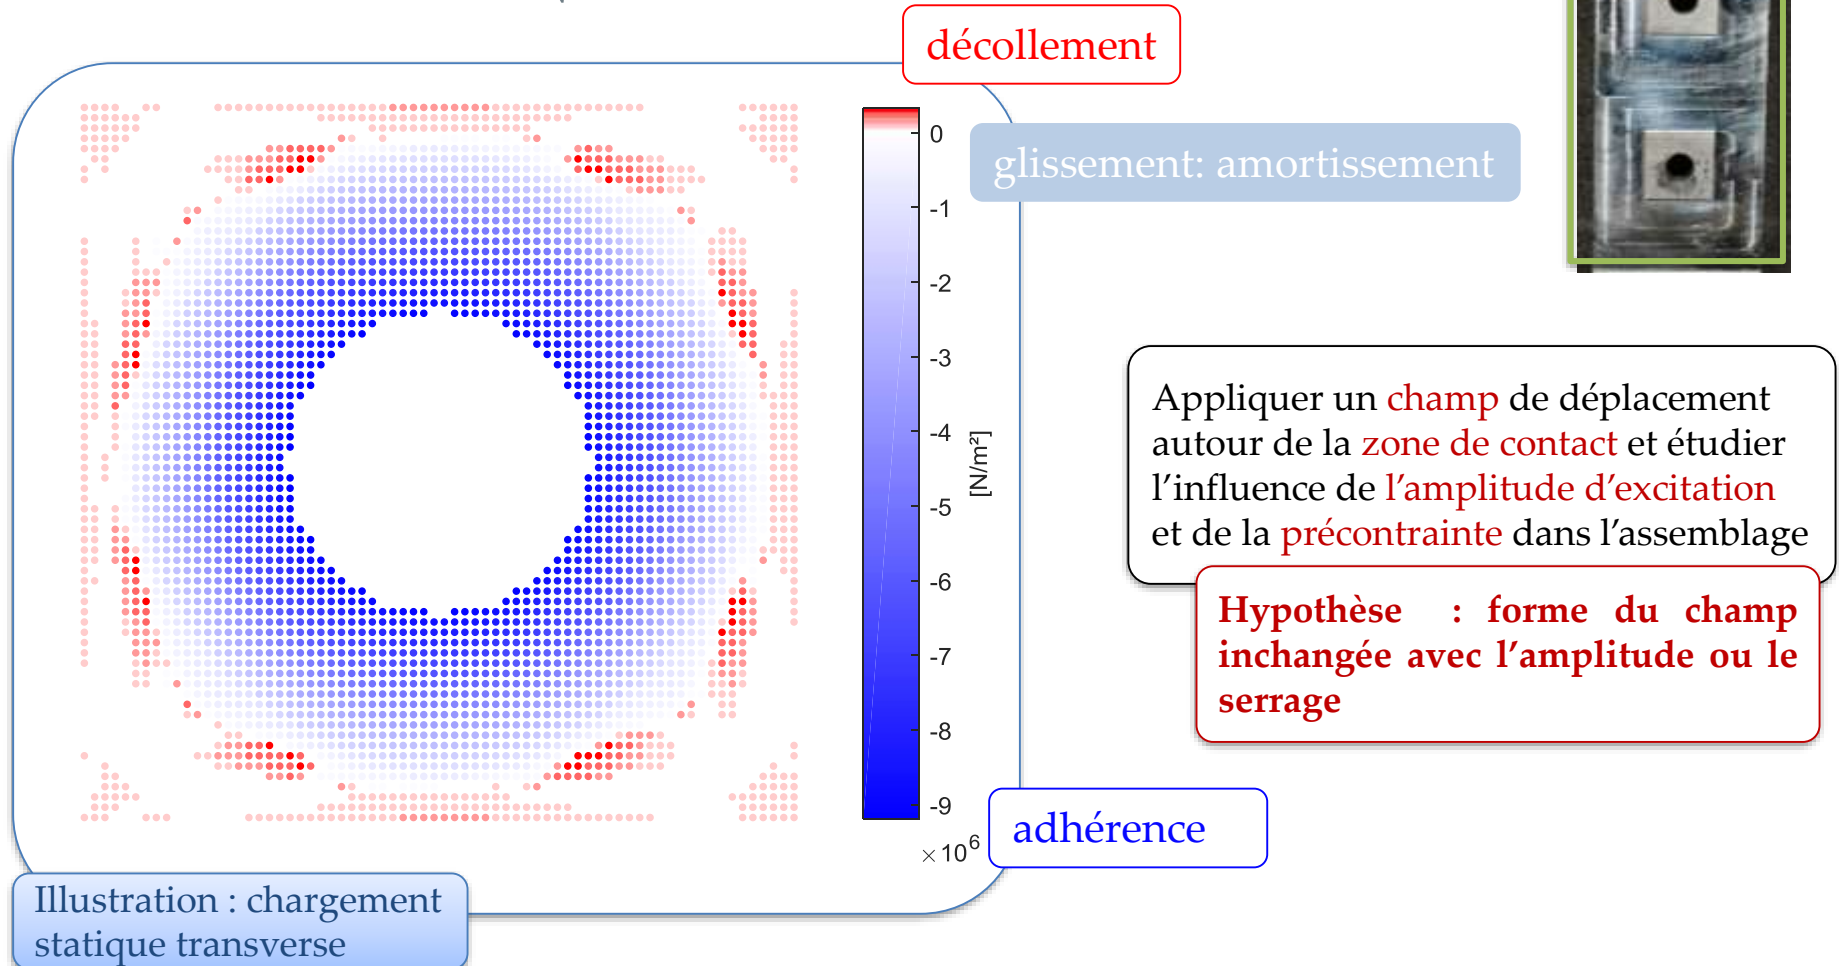 décollement
glissement: amortissement
0
-1
-2
-3
-4
-5
-6
-7
-8
-9
×10⁶
[N/m²]
adhérence
Illustration : chargement
statique transverse
Appliquer un champ de déplacement
autour de la zone de contact et étudier
l’influence de l’amplitude d’excitation
et de la précontrainte dans l’assemblage
Hypothèse : forme du champ
inchangée avec l’amplitude ou le
serrage